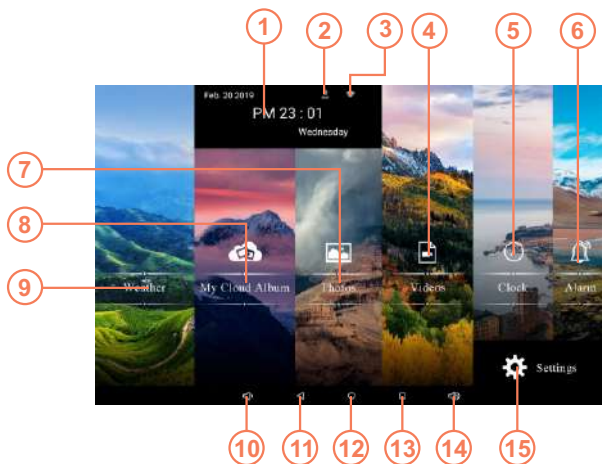 1 2 3 4 5 6
Feb. 20 2019
PM 23 : 01
Wednesday
7
8
9
Weather My Cloud Album Photos Videos Clock Alarm
Settings
10 11 12 13 14 15